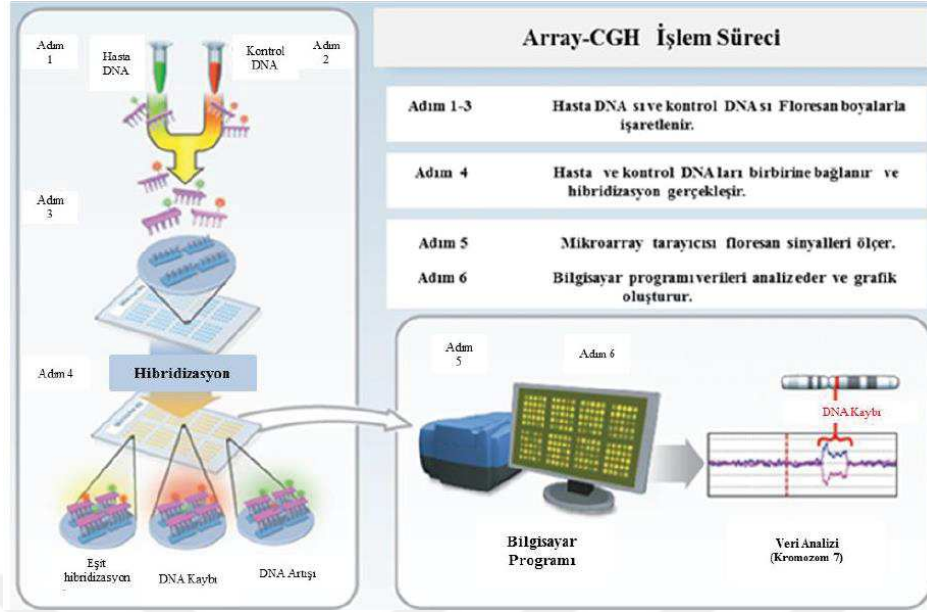 Array-CGH İşlem Süreci
Adım
1
Hasta
DNA
Kontrol
DNA
Adım
2
Adım 1-3 Hasta DNA sı ve kontrol DNA sı Floresan boyalarla
işaretlenir.
Adım 4 Hasta ve kontrol DNA ları birbirine bağlanır ve
hibridizasyon gerçekleşir.
Adım 5 Mikroarray tarayıcısı floresan sinyalleri ölçer.
Adım 6 Bilgisayar programı verileri analiz eder ve grafik
oluşturur.
Adım
3
Adım 4
Hibridizasyon
Eşit
hibridizasyon
DNA Kaybı
DNA Artışı
Adım
5
Adım 6
Bilgisayar
Programı
DNA Kaybı
Veri Analizi
(Kromozom 7)